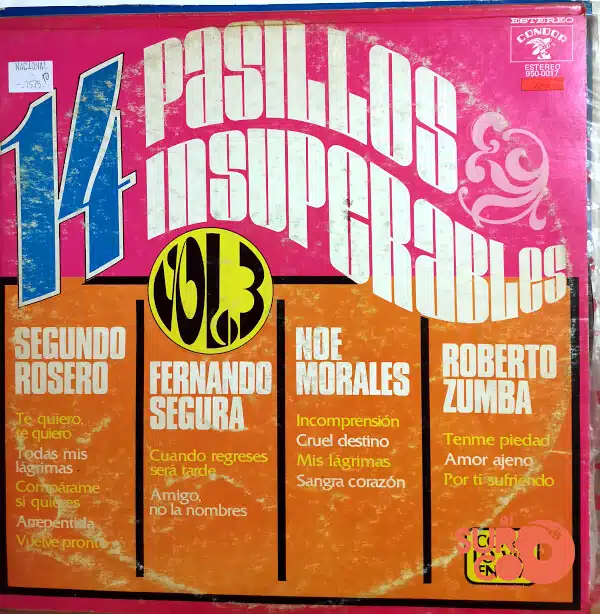 ESTEREO
CONDOR
ESTEREO
950-0017
NACIONAL
14
PASILLOS
INSUPERABLES
VOL. 3
SEGUNDO
ROSERO
Te quiero,
te quiero
Todas mis
lágrimas
Compárame
si quieres
Arrepentida
Vuelve pronto
FERNANDO
SEGURA
Cuando regreses
será tarde
Amigo,
no la nombres
NOE
MORALES
Incomprensión
Cruel destino
Mis lágrimas
Sangra corazón
ROBERTO
ZUMBA
Tenme piedad
Amor ajeno
Por ti sufriendo